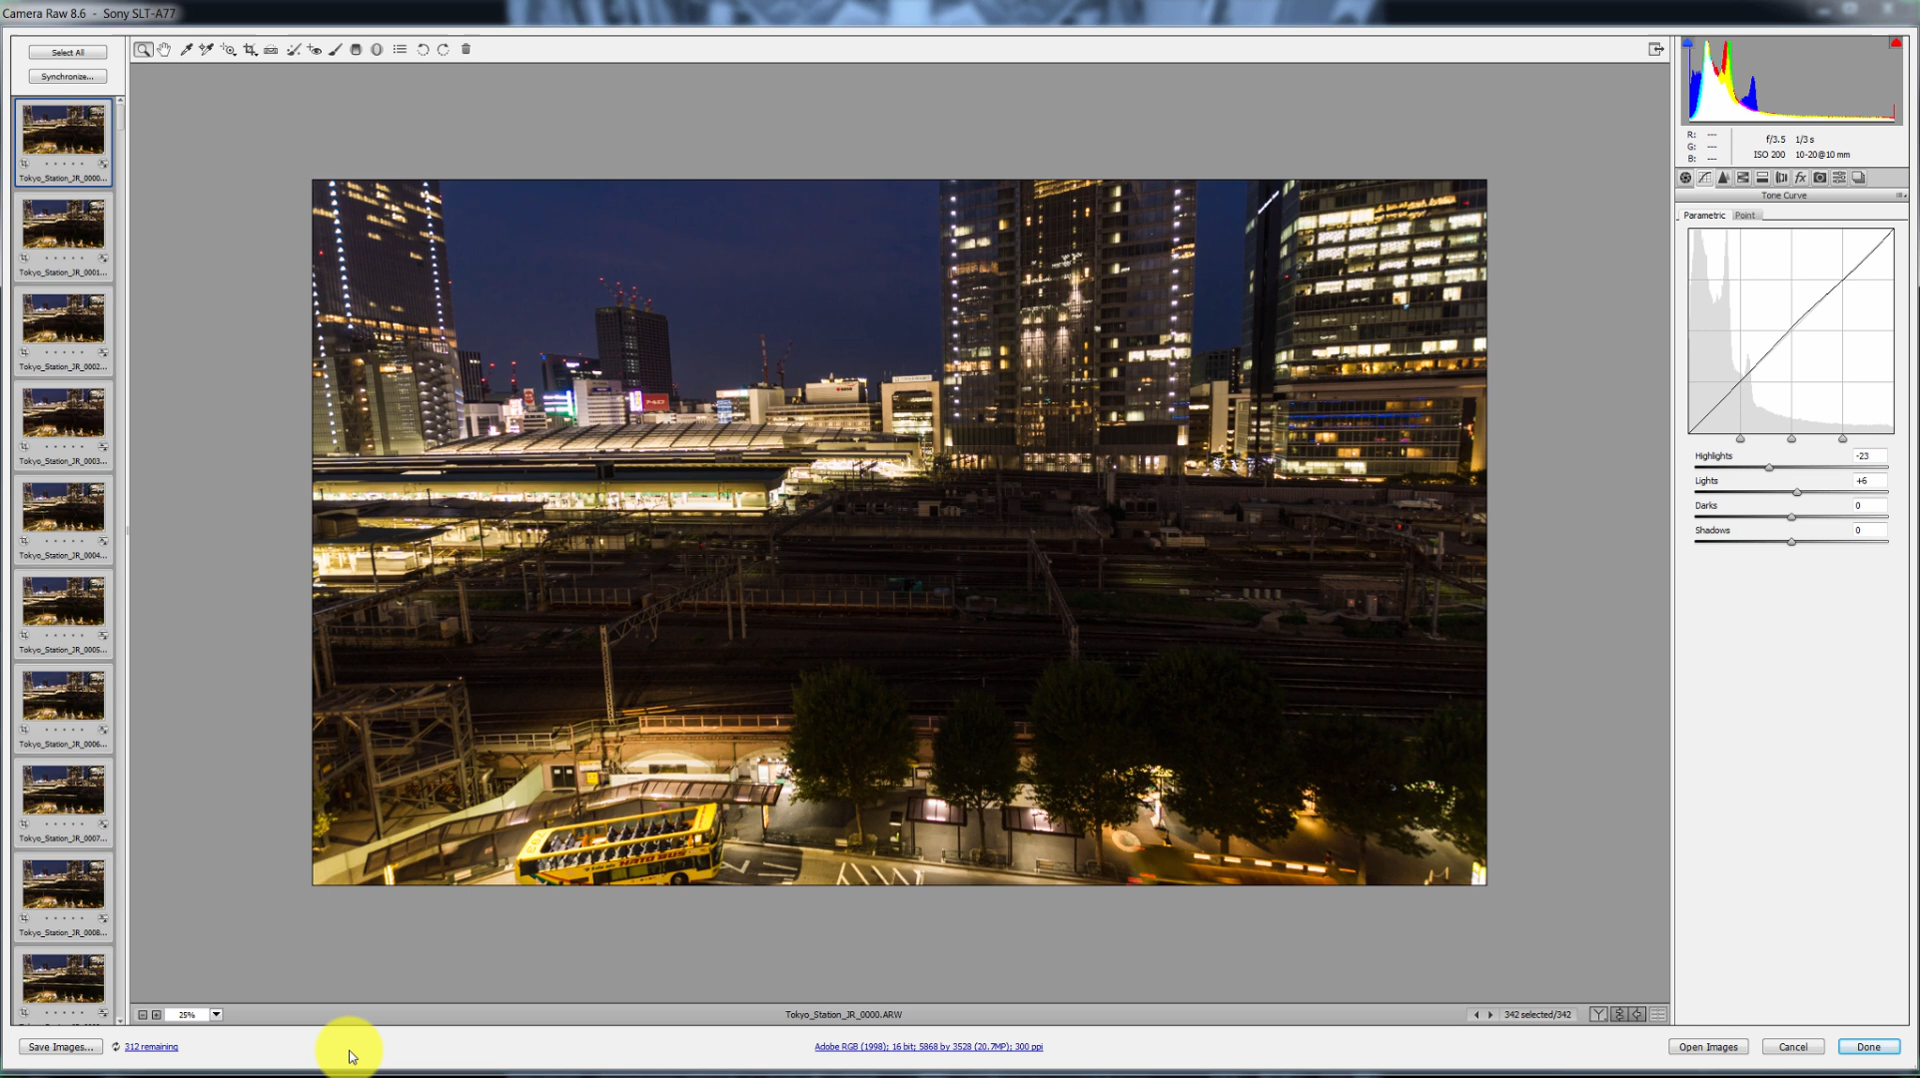 Camera Raw 8.6 - Sony SLT-A77
Select All
Synchronize...
Tokyo_Station_JR_0000...
Tokyo_Station_JR_0001...
Tokyo_Station_JR_0002...
Tokyo_Station_JR_0003...
Tokyo_Station_JR_0004...
Tokyo_Station_JR_0005...
Tokyo_Station_JR_0006...
Tokyo_Station_JR_0007...
Tokyo_Station_JR_0008...
HATO BUS
R: ---
G: ---
B: ---
f/3.5 1/3 s
ISO 200 10-20@10 mm
Tone Curve
Parametric Point
Highlights -23
Lights +6
Darks 0
Shadows 0
25%
Tokyo_Station_JR_0000.ARW
342 selected/342
Save Images...
312 remaining
Adobe RGB (1998); 16 bit; 5868 by 3528 (20.7MP); 300 ppi
Open Images
Cancel
Done